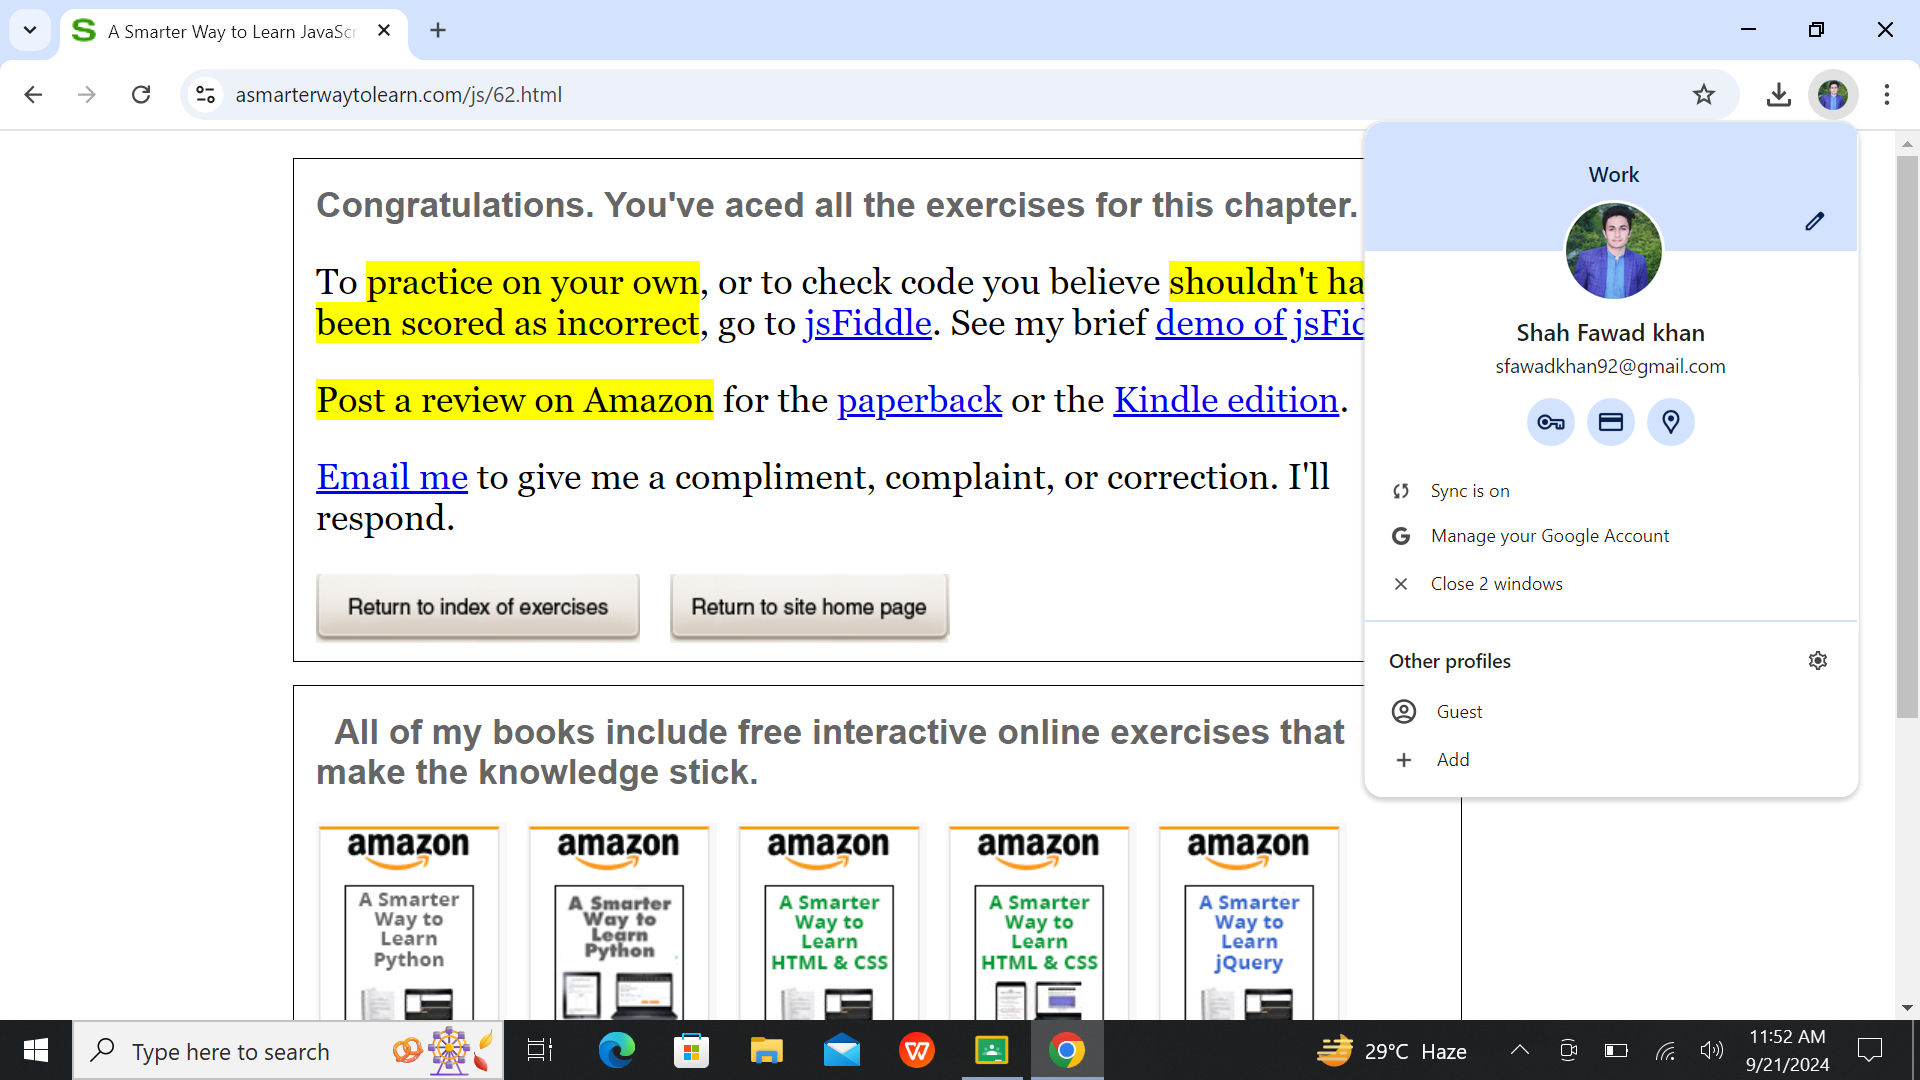 A Smarter Way to Learn JavaScr
asmarterwaytolearn.com/js/62.html
Congratulations. You've aced all the exercises for this chapter.
To practice on your own, or to check code you believe shouldn't ha
been scored as incorrect, go to jsFiddle. See my brief demo of jsFid
Post a review on Amazon for the paperback or the Kindle edition.
Email me to give me a compliment, complaint, or correction. I'll
respond.
Return to index of exercises
Return to site home page
Work
Shah Fawad khan
sfawadkhan92@gmail.com
Sync is on
Manage your Google Account
Close 2 windows
Other profiles
Guest
Add
All of my books include free interactive online exercises that
make the knowledge stick.
amazon
A Smarter
Way to
Learn
Python
amazon
A Smarter
Way to
Learn
Python
amazon
A Smarter
Way to
Learn
HTML & CSS
amazon
A Smarter
Way to
Learn
HTML & CSS
amazon
A Smarter
Way to
Learn
jQuery
Type here to search
29°C Haze
11:52 AM
9/21/2024